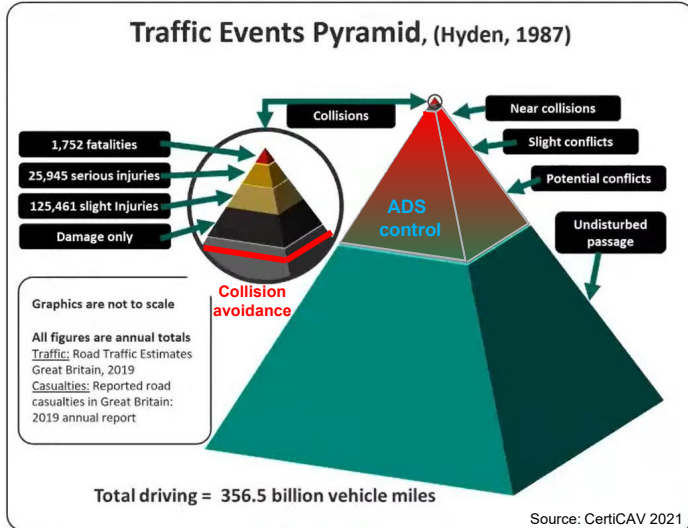 Traffic Events Pyramid, (Hyden, 1987)
Collisions
Near collisions
Slight conflicts
Potential conflicts
Undisturbed
passage
1,752 fatalities
25,945 serious injuries
125,461 slight Injuries
Damage only
ADS
control
Collision
avoidance
Graphics are not to scale
All figures are annual totals
Traffic: Road Traffic Estimates
Great Britain, 2019
Casualties: Reported road
casualties in Great Britain:
2019 annual report
Total driving = 356.5 billion vehicle miles
Source: CertiCAV 2021